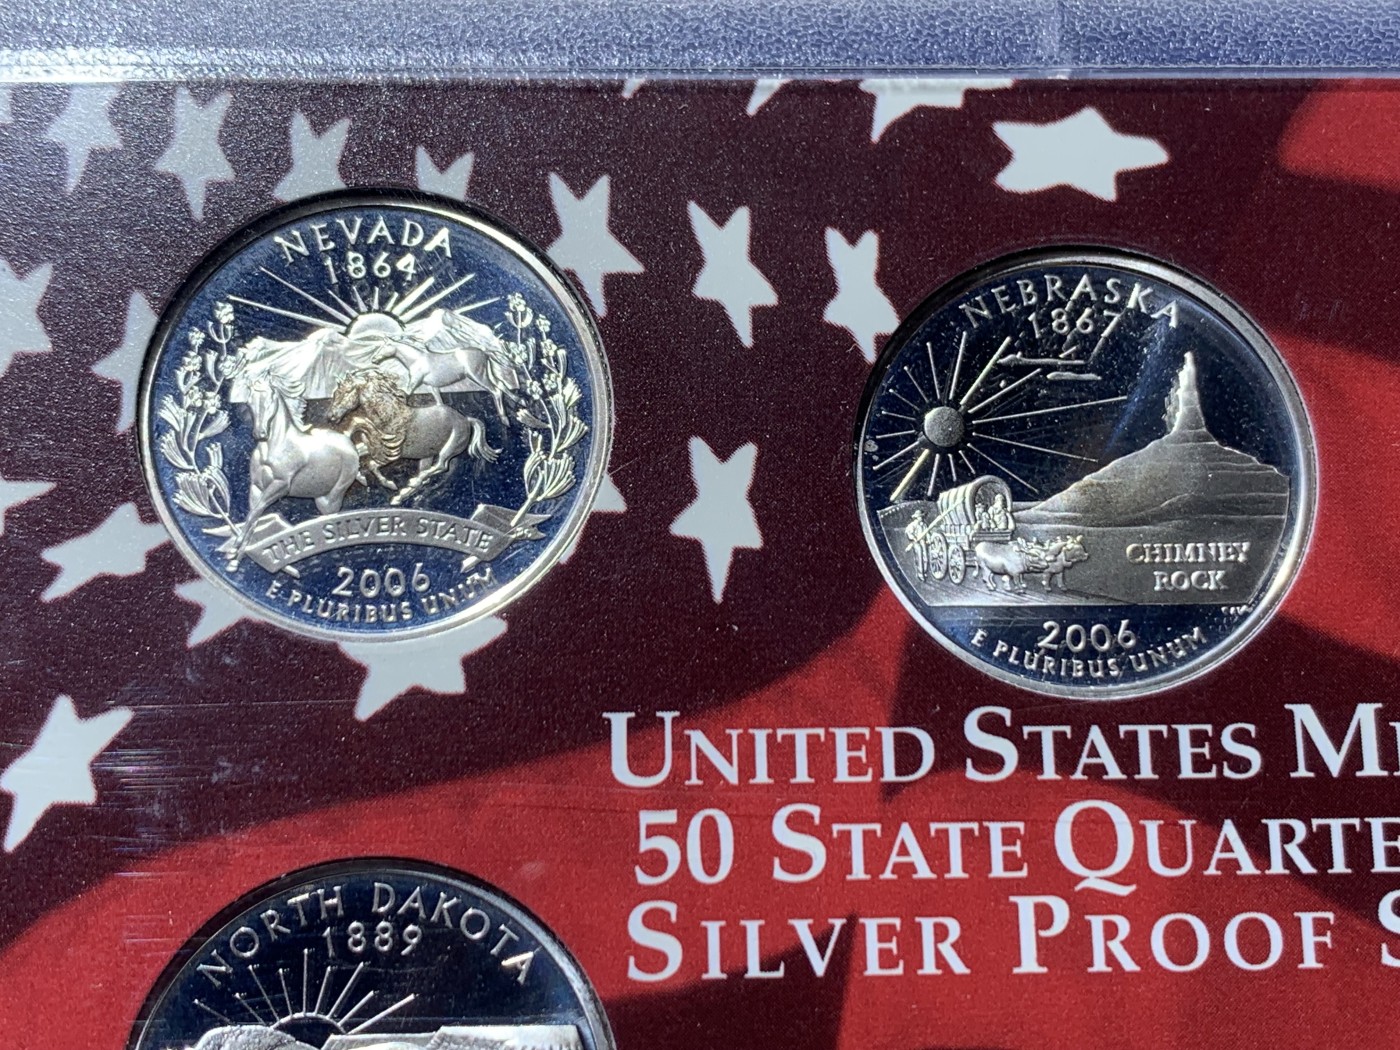 NEVADA
1864
THE SILVER STATE
2006
E PLURIBUS UNUM
NEBRASKA
1867
CHIMNEY
ROCK
2006
E PLURIBUS UNUM
UNITED STATES MI
50 STATE QUARTE
SILVER PROOF S
NORTH DAKOTA
1889